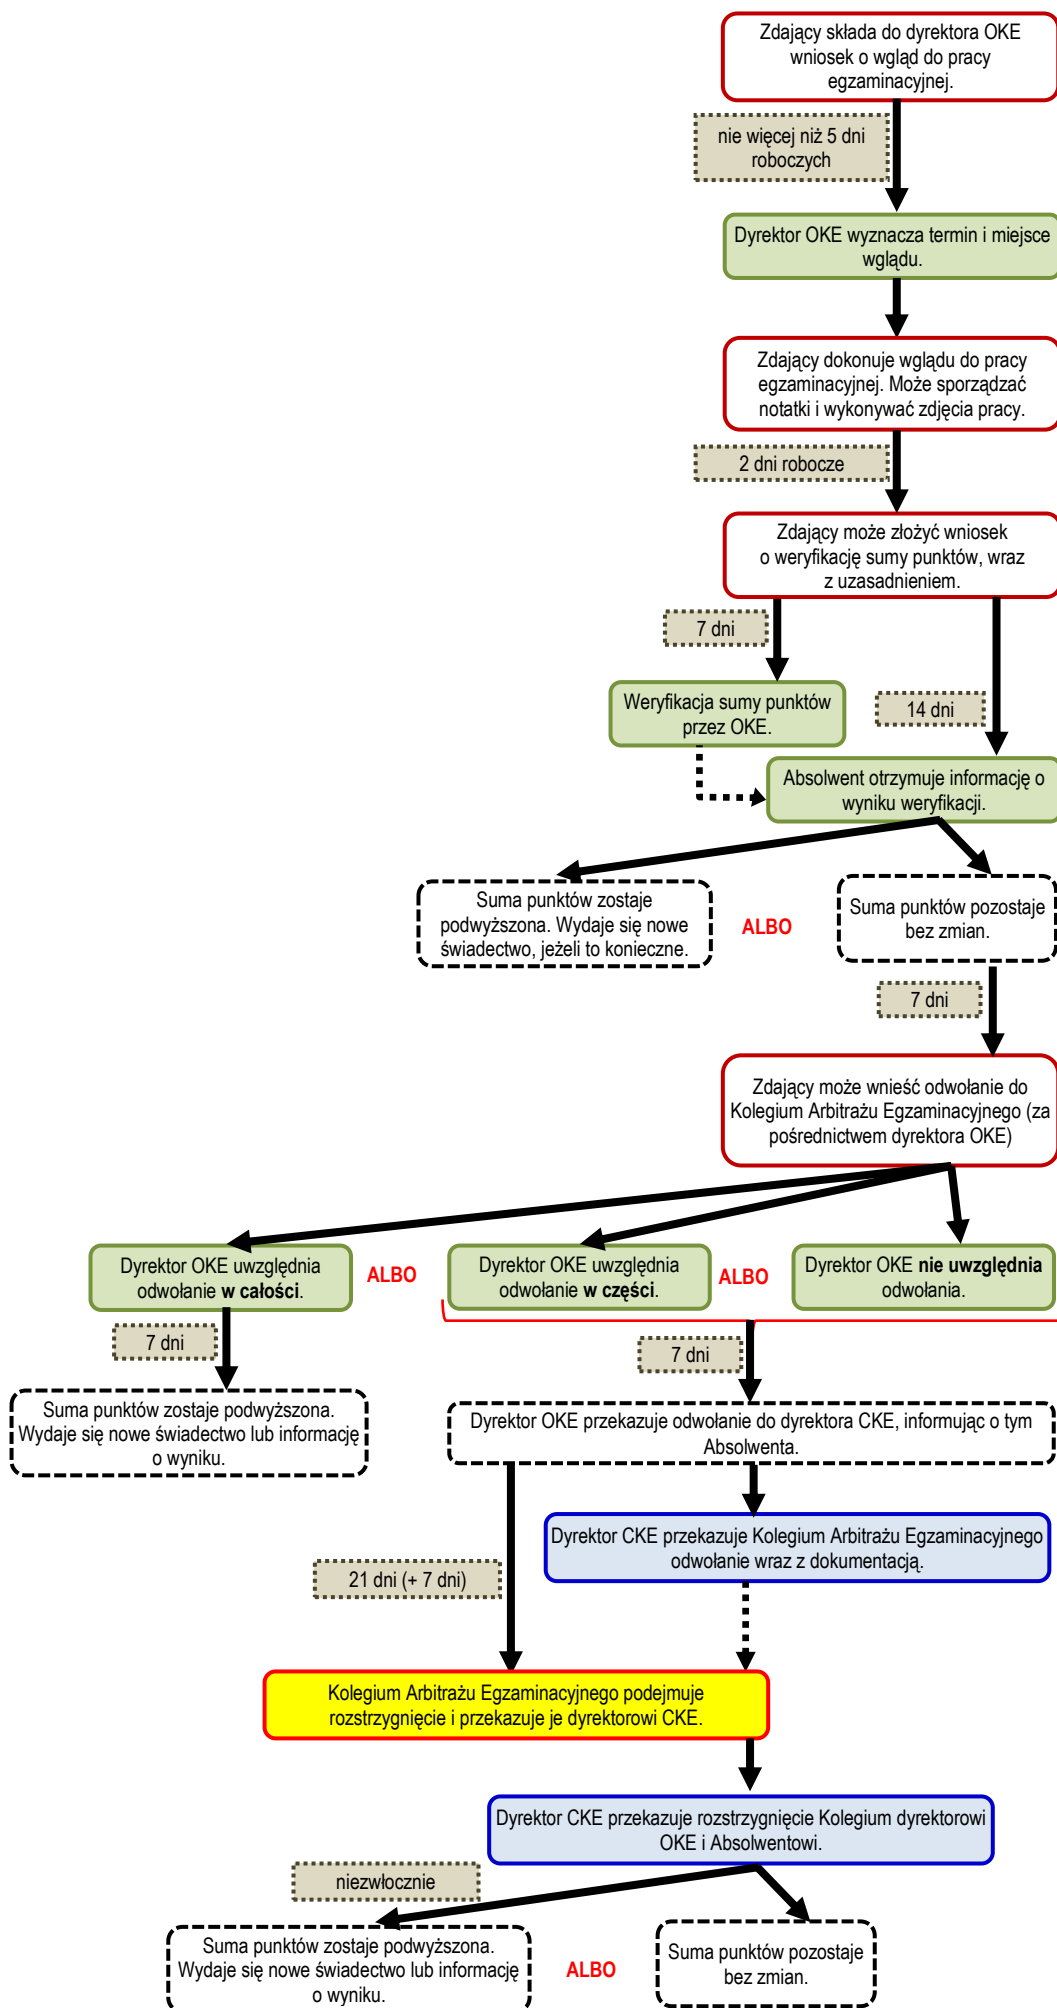 Zdający składa do dyrektora OKE
wniosek o wgląd do pracy
egzaminacyjnej.
nie więcej niż 5 dni
roboczych
Dyrektor OKE wyznacza termin i miejsce
wglądu.
Zdający dokonuje wglądu do pracy
egzaminacyjnej. Może sporządzać
notatki i wykonywać zdjęcia pracy.
2 dni robocze
Zdający może złożyć wniosek
o weryfikację sumy punktów, wraz
z uzasadnieniem.
7 dni
Weryfikacja sumy punktów
przez OKE.
14 dni
Absolwent otrzymuje informację o
wyniku weryfikacji.
Suma punktów zostaje
podwyższona. Wydaje się nowe
świadectwo, jeżeli to konieczne.
ALBO
Suma punktów pozostaje
bez zmian.
7 dni
Zdający może wnieść odwołanie do
Kolegium Arbitrażu Egzaminacyjnego (za
pośrednictwem dyrektora OKE)
Dyrektor OKE uwzględnia
odwołanie w całości.
ALBO
Dyrektor OKE uwzględnia
odwołanie w części.
ALBO
Dyrektor OKE nie uwzględnia
odwołania.
7 dni
7 dni
Suma punktów zostaje podwyższona.
Wydaje się nowe świadectwo lub informację
o wyniku.
Dyrektor OKE przekazuje odwołanie do dyrektora CKE, informując o tym
Absolwenta.
Dyrektor CKE przekazuje Kolegium Arbitrażu Egzaminacyjnego
odwołanie wraz z dokumentacją.
21 dni (+ 7 dni)
Kolegium Arbitrażu Egzaminacyjnego podejmuje
rozstrzygnięcie i przekazuje je dyrektorowi CKE.
Dyrektor CKE przekazuje rozstrzygnięcie Kolegium dyrektorowi
OKE i Absolwentowi.
niezwłocznie
Suma punktów zostaje podwyższona.
Wydaje się nowe świadectwo lub informację
o wyniku.
ALBO
Suma punktów pozostaje
bez zmian.